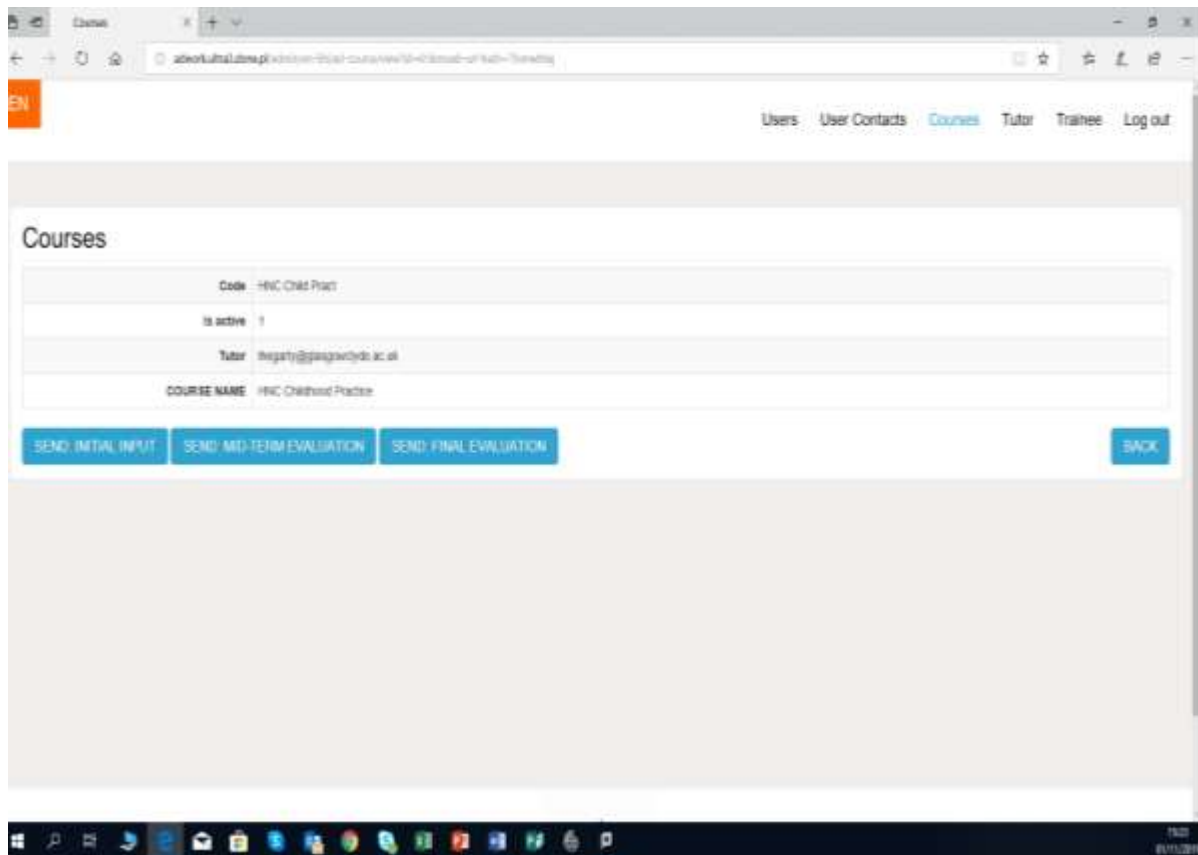 Courses
EN
Users User Contacts Courses Tutor Trainee Log out
Courses
Code HNC Child Pract
Is active 1
Tutor
COURSE NAME HNC Childhood Practice
SEND: INITIAL INPUT SEND: MID-TERM EVALUATION SEND: FINAL EVALUATION BACK